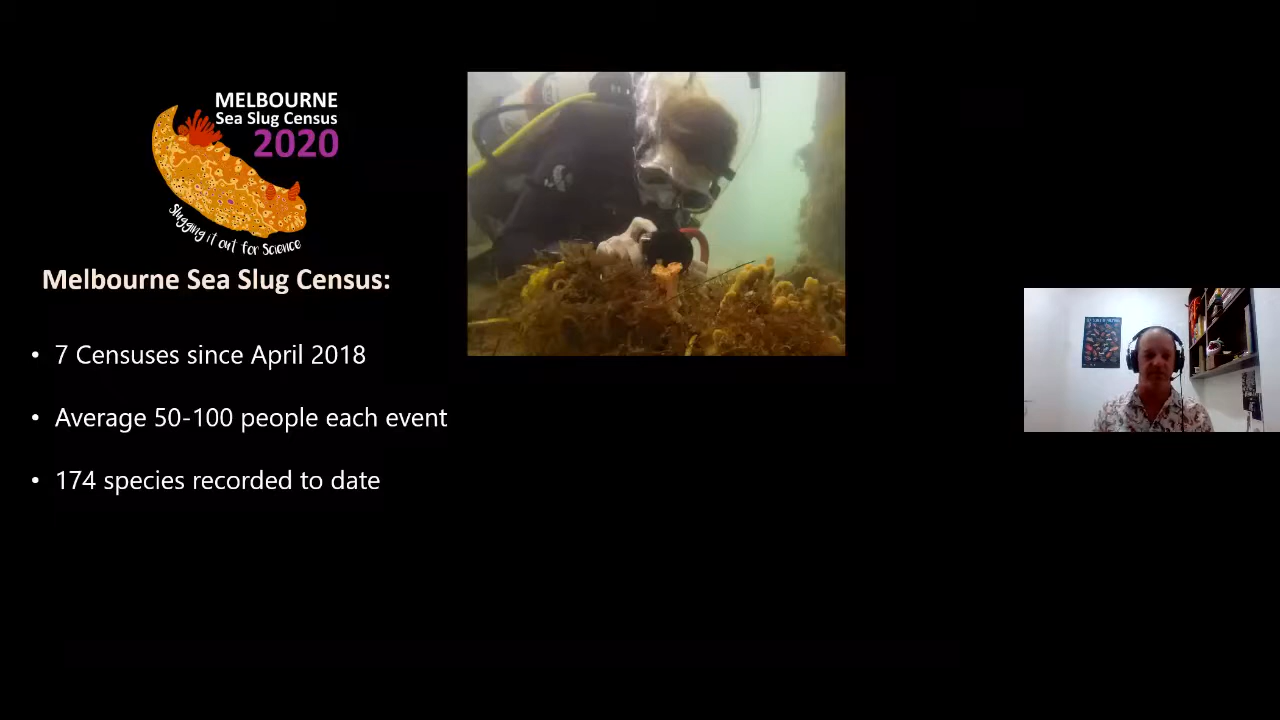 MELBOURNE
Sea Slug Census
2020
Slugging it out for Science
Melbourne Sea Slug Census:
• 7 Censuses since April 2018
• Average 50-100 people each event
• 174 species recorded to date